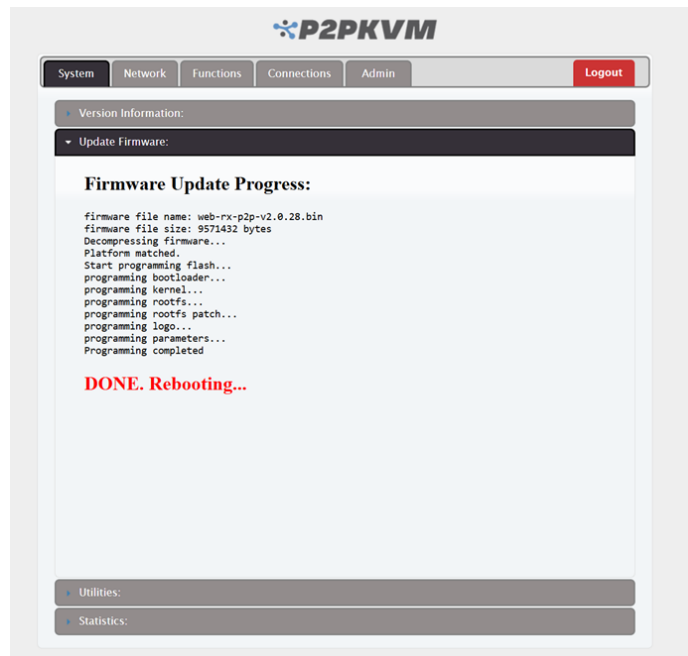 P2PKVM
System Network Functions Connections Admin Logout
Version Information:
Update Firmware:
Firmware Update Progress:
firmware file name: web-rx-p2p-v2.0.28.bin
firmware file size: 9571432 bytes
Decompressing firmware...
Platform matched.
Start programming flash...
programming bootloader...
programming kernel...
programming rootfs...
programming rootfs patch...
programming logo...
programming parameters...
Programming completed
DONE. Rebooting...
Utilities:
Statistics: